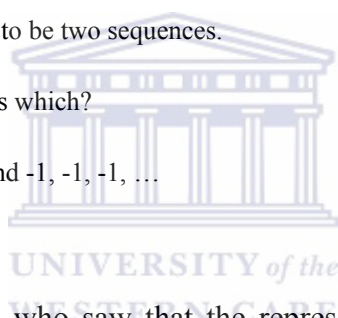 to be two sequences.
s which?
nd -1, -1, -1, …
UNIVERSITY of the
who saw that the repres